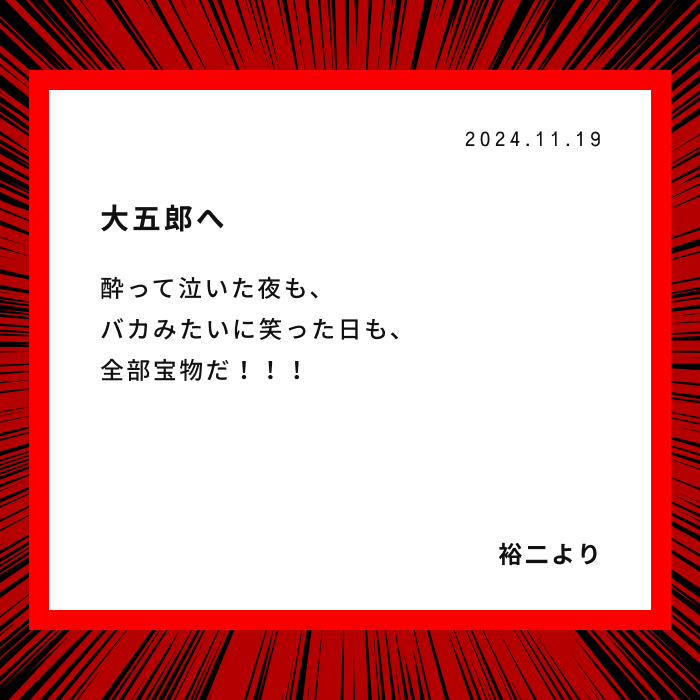 2024.11.19
大五郎へ
酔って泣いた夜も、
バカみたいに笑った日も、
全部宝物だ！！！
裕二より